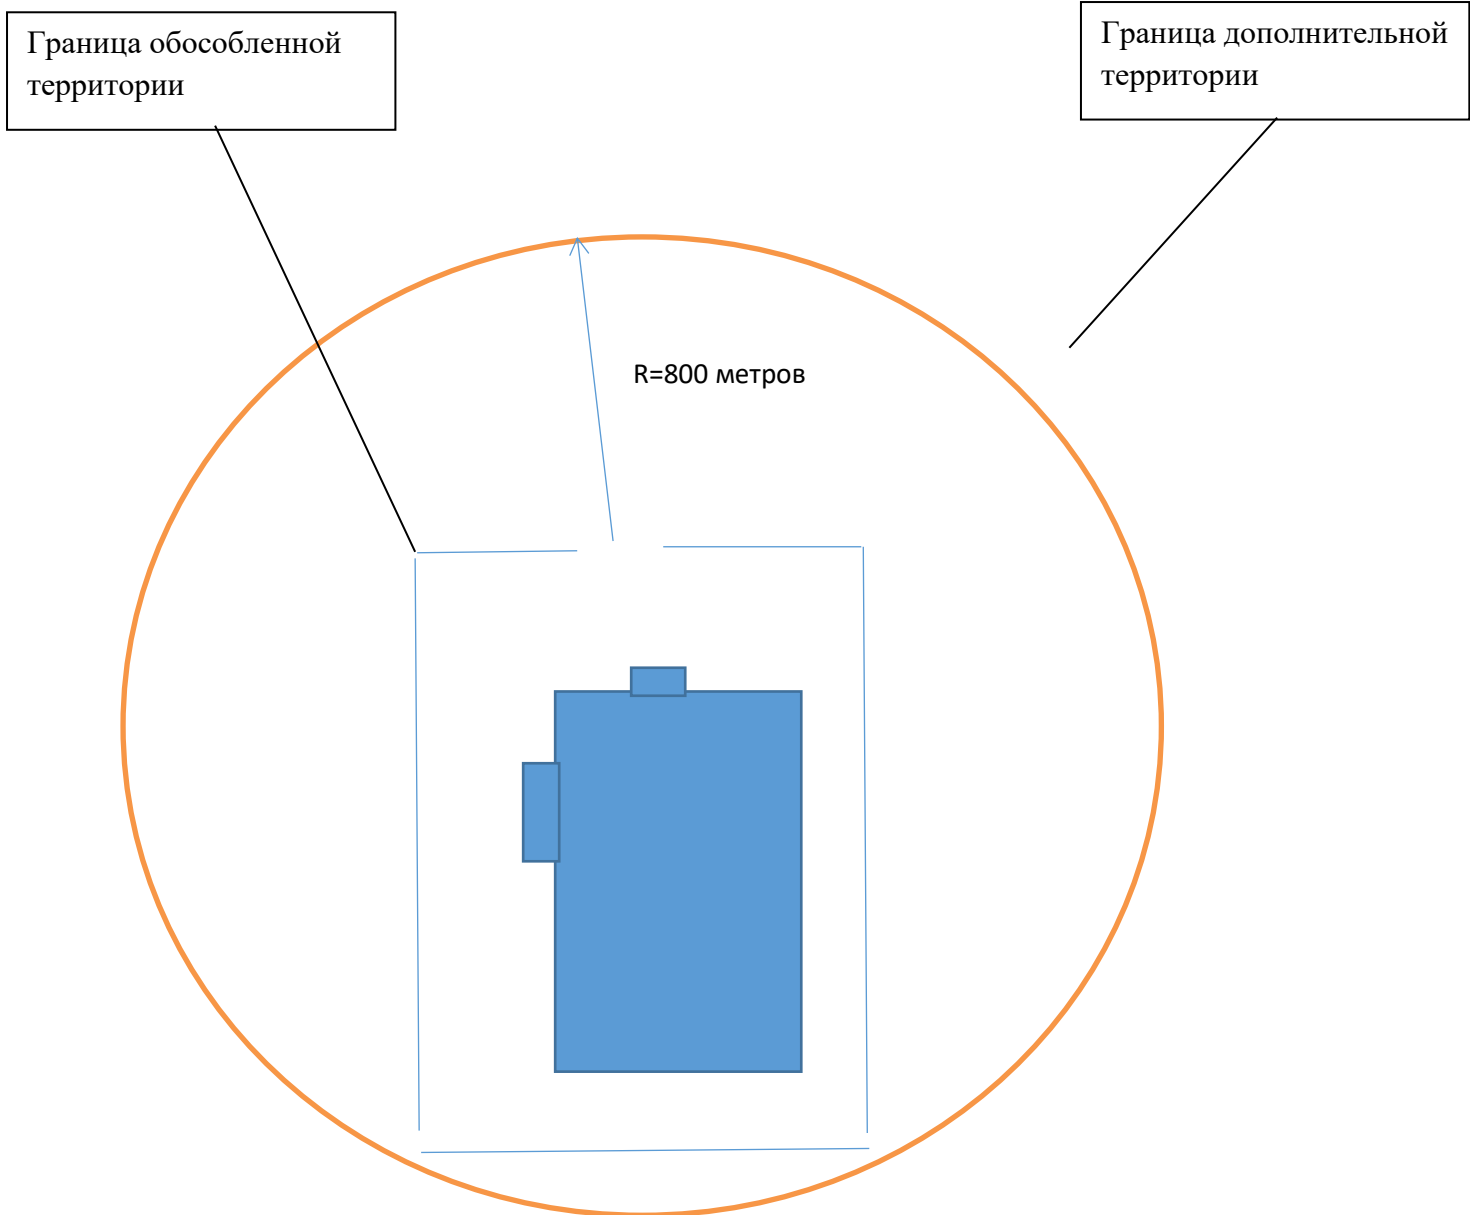 Граница обособленной
территории
Граница дополнительной
территории
R=800 метров